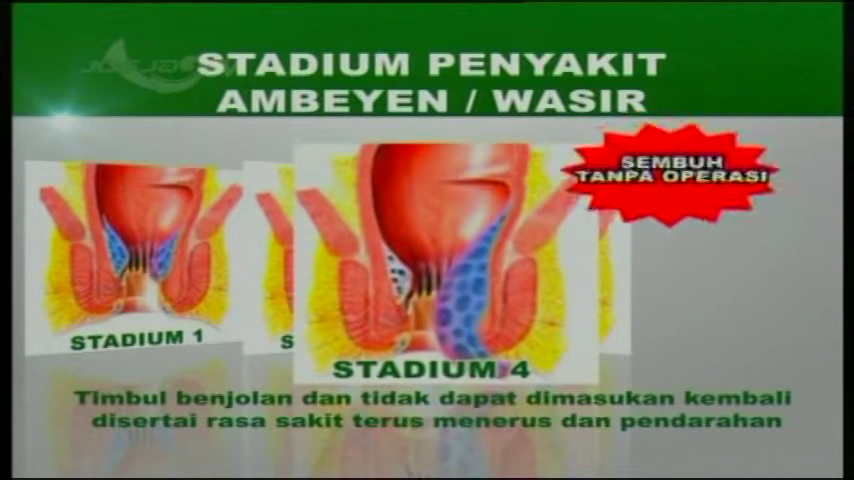 STADIUM PENYAKIT
AMBEYEN / WASIR
SEMBUH
TANPA OPERASI
STADIUM 1
S
STADIUM 4
Timbul benjolan dan tidak dapat dimasukan kembali
disertai rasa sakit terus menerus dan pendarahan